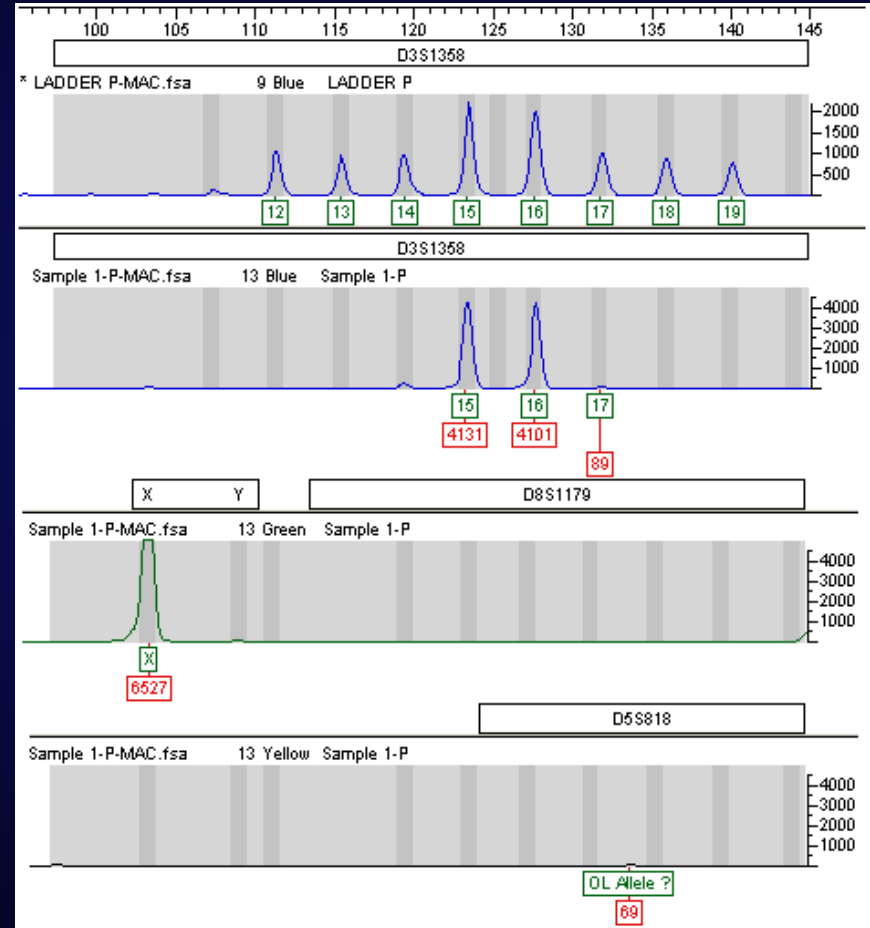 100 105 110 115 120 125 130 135 140 145
D3S1358
* LADDER P-MAC.fsa 9 Blue LADDER P
2000
1500
1000
500
12 13 14 15 16 17 18 19
D3S1358
Sample 1-P-MAC.fsa 13 Blue Sample 1-P
4000
3000
2000
1000
15 16 17
4131 4101
89
X Y D8S1179
Sample 1-P-MAC.fsa 13 Green Sample 1-P
4000
3000
2000
1000
X
6527
D5S818
Sample 1-P-MAC.fsa 13 Yellow Sample 1-P
4000
3000
2000
1000
OL Allele ?
69